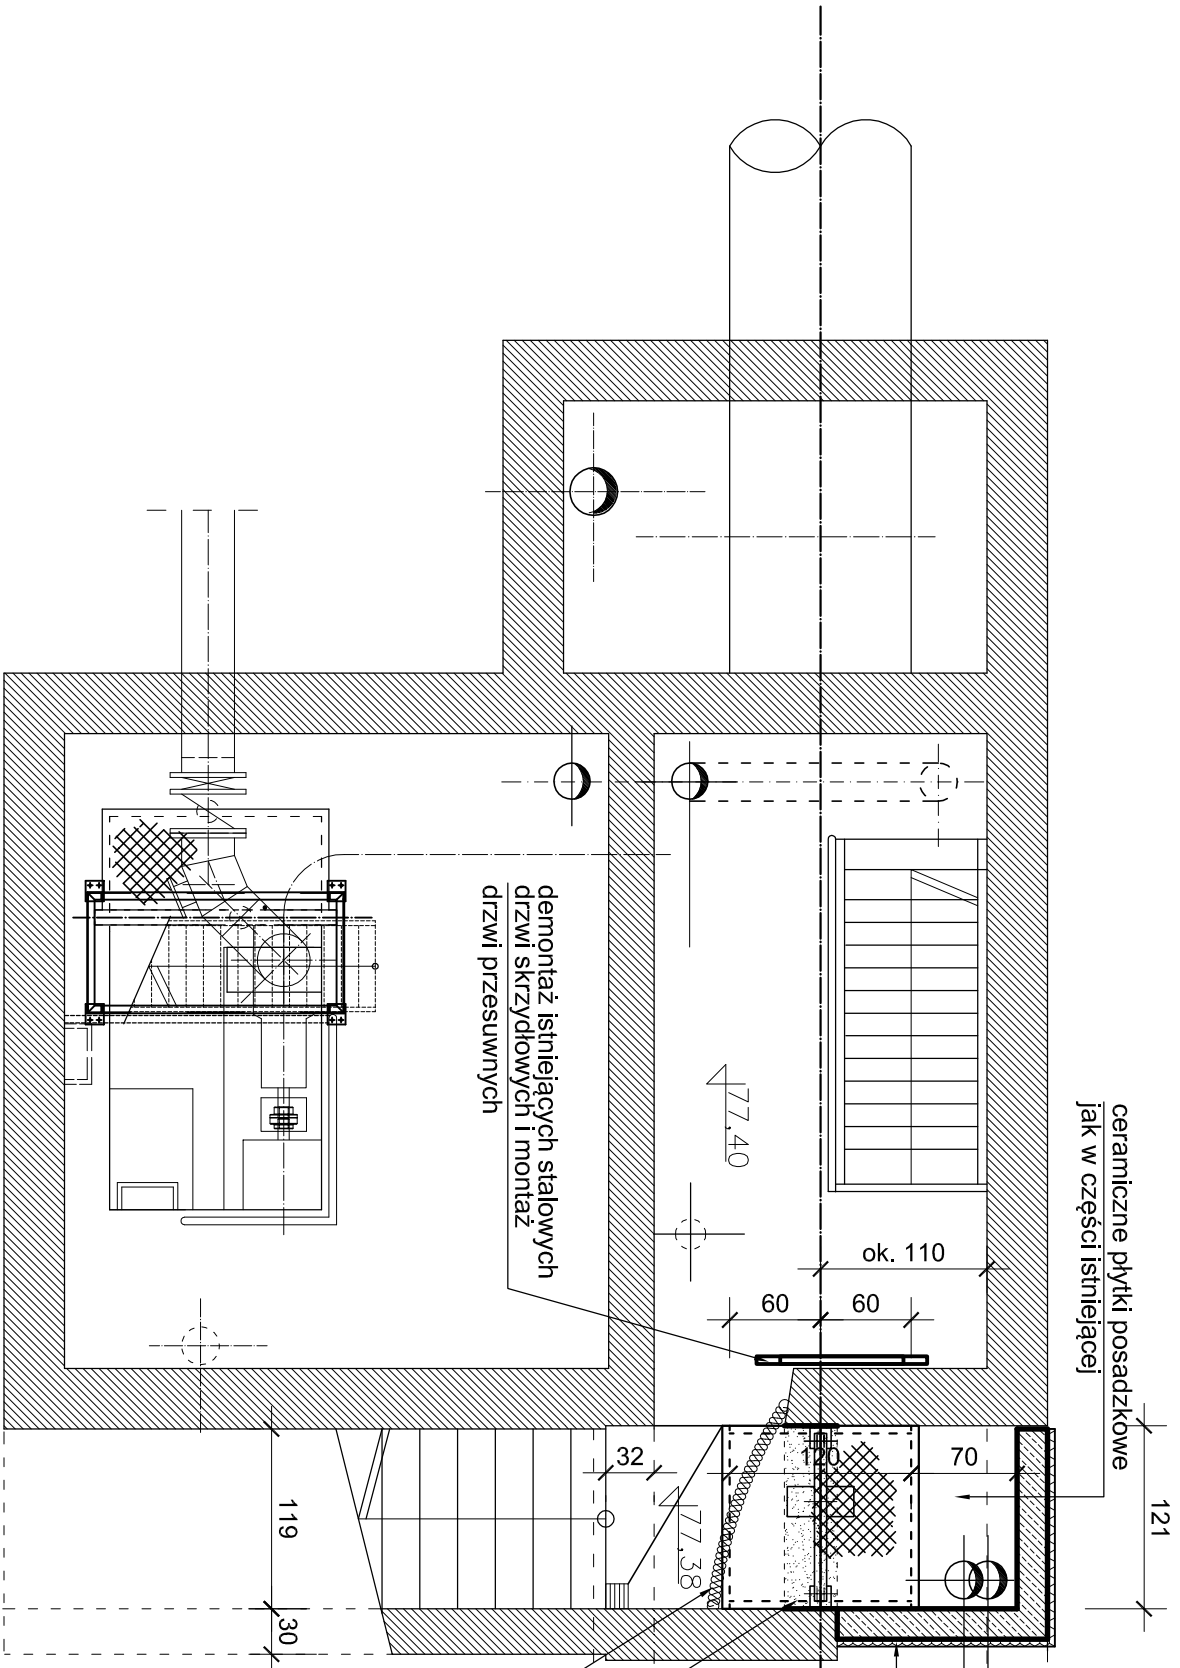 ceramiczne płytki posadzkowe
jak w części istniejącej
121
77,40
ok. 110
60
60
demontaż istniejących stalowych
drzwi skrzydłowych i montaż
drzwi przesuwnych
32
120
70
77,38
119
30